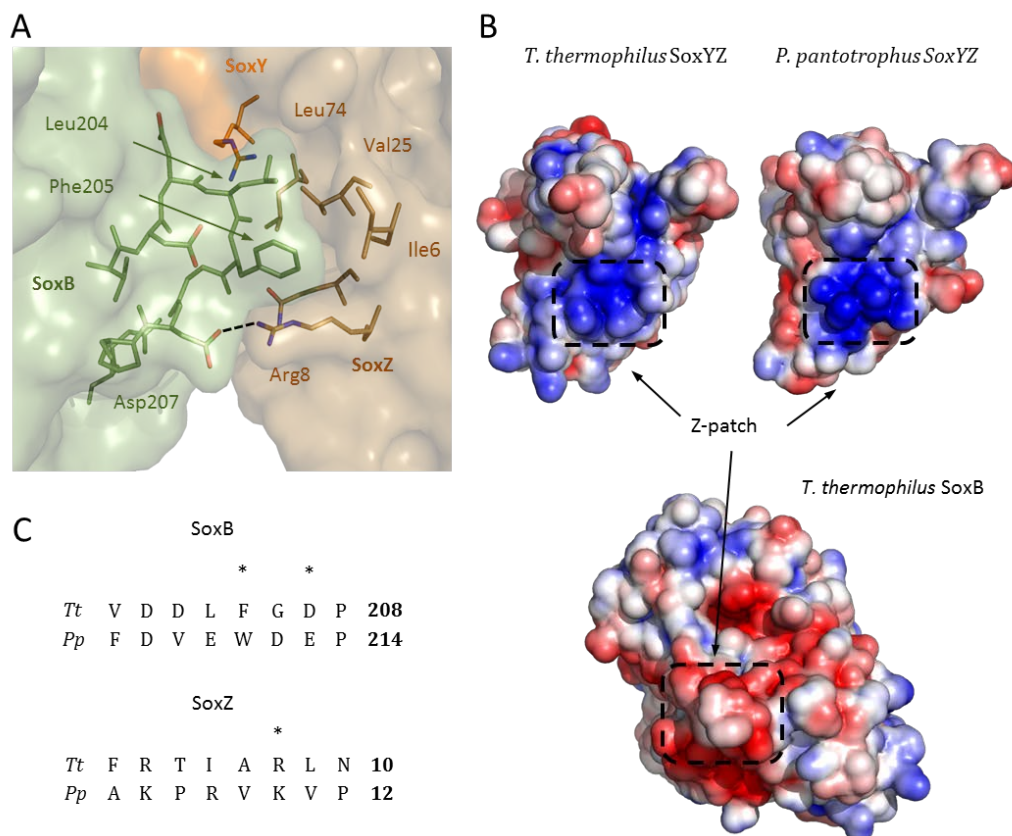 A
SoxY
Leu204
Leu74
Val25
Phe205
SoxB
Ile6
Arg8
SoxZ
Asp207
B
T. thermophilus SoxYZ
P. pantotrophus SoxYZ
Z-patch
T. thermophilus SoxB
C
SoxB
* *
Tt V D D L F G D P 208
Pp F D V E W D E P 214
SoxZ
*
Tt F R T I A R L N 10
Pp A K P R V K V P 12